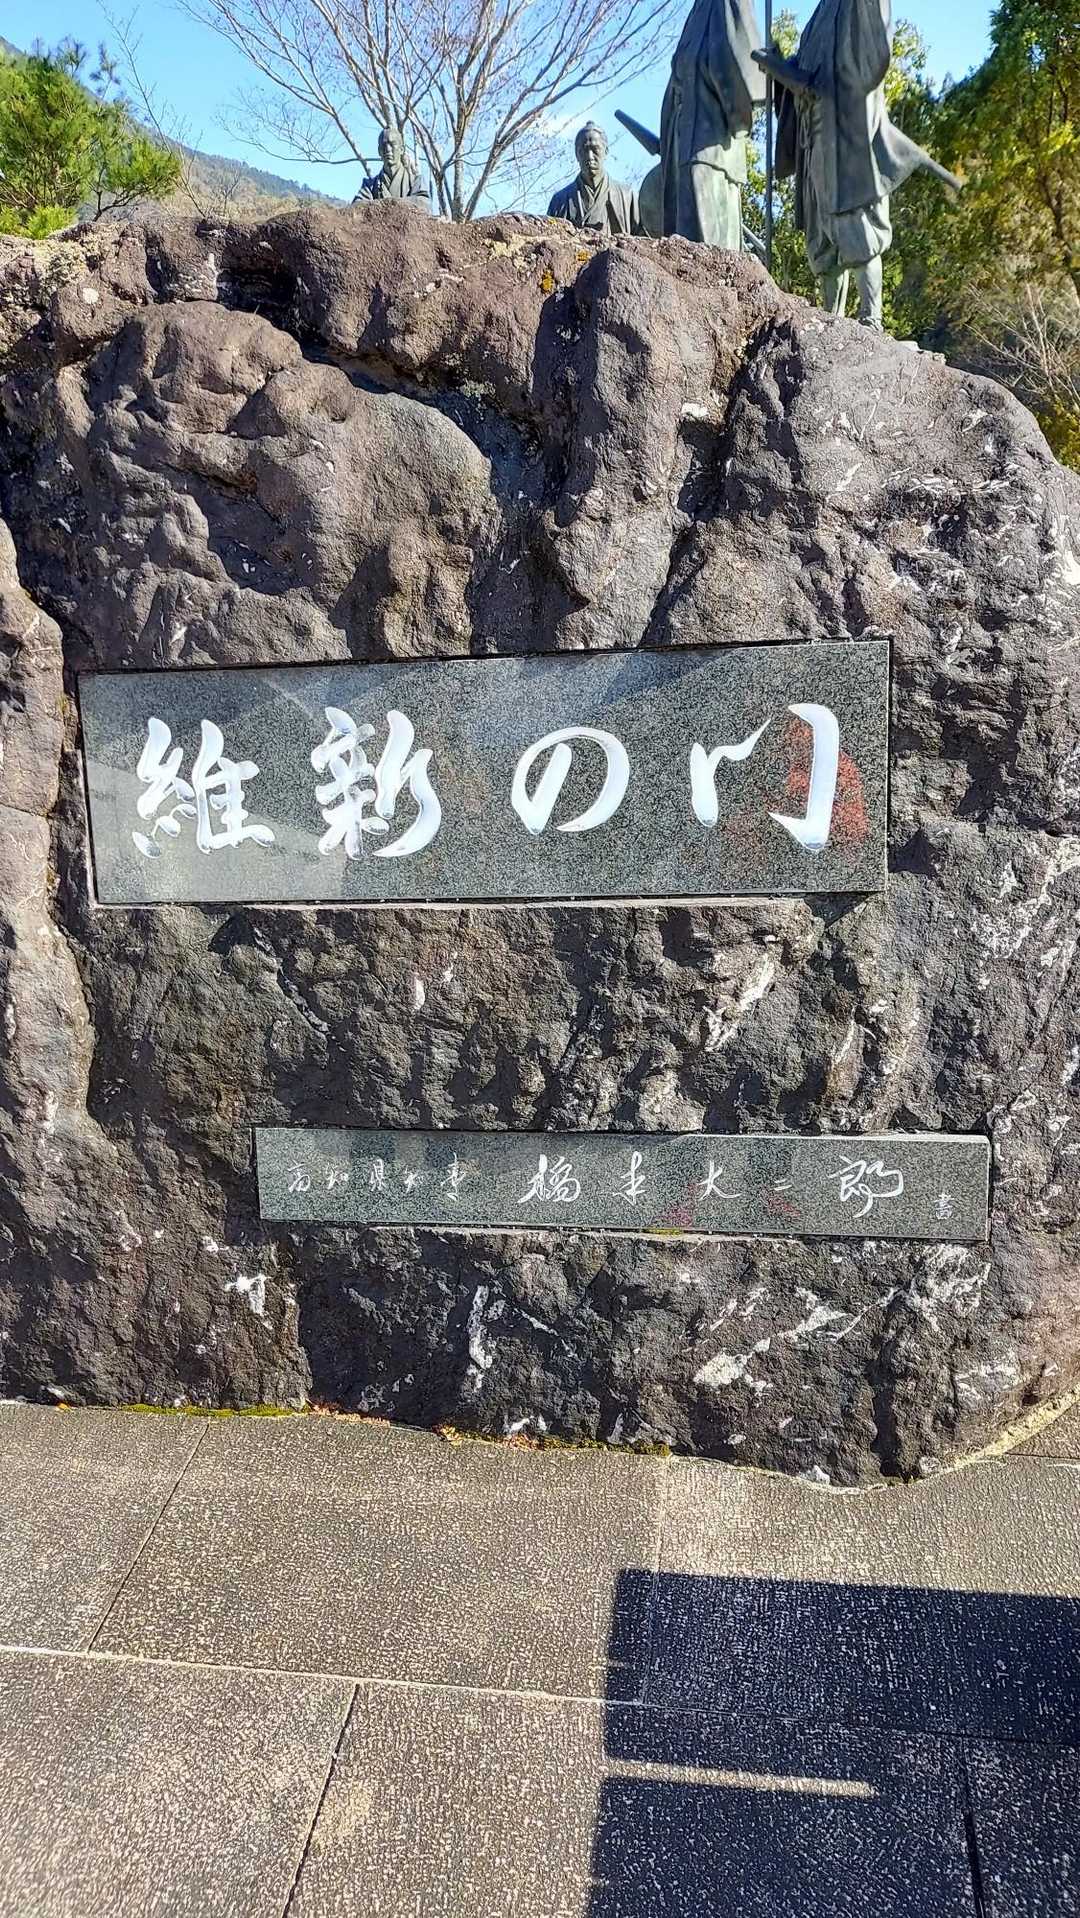 維新の門
高知県知事 橋本大二郎 書